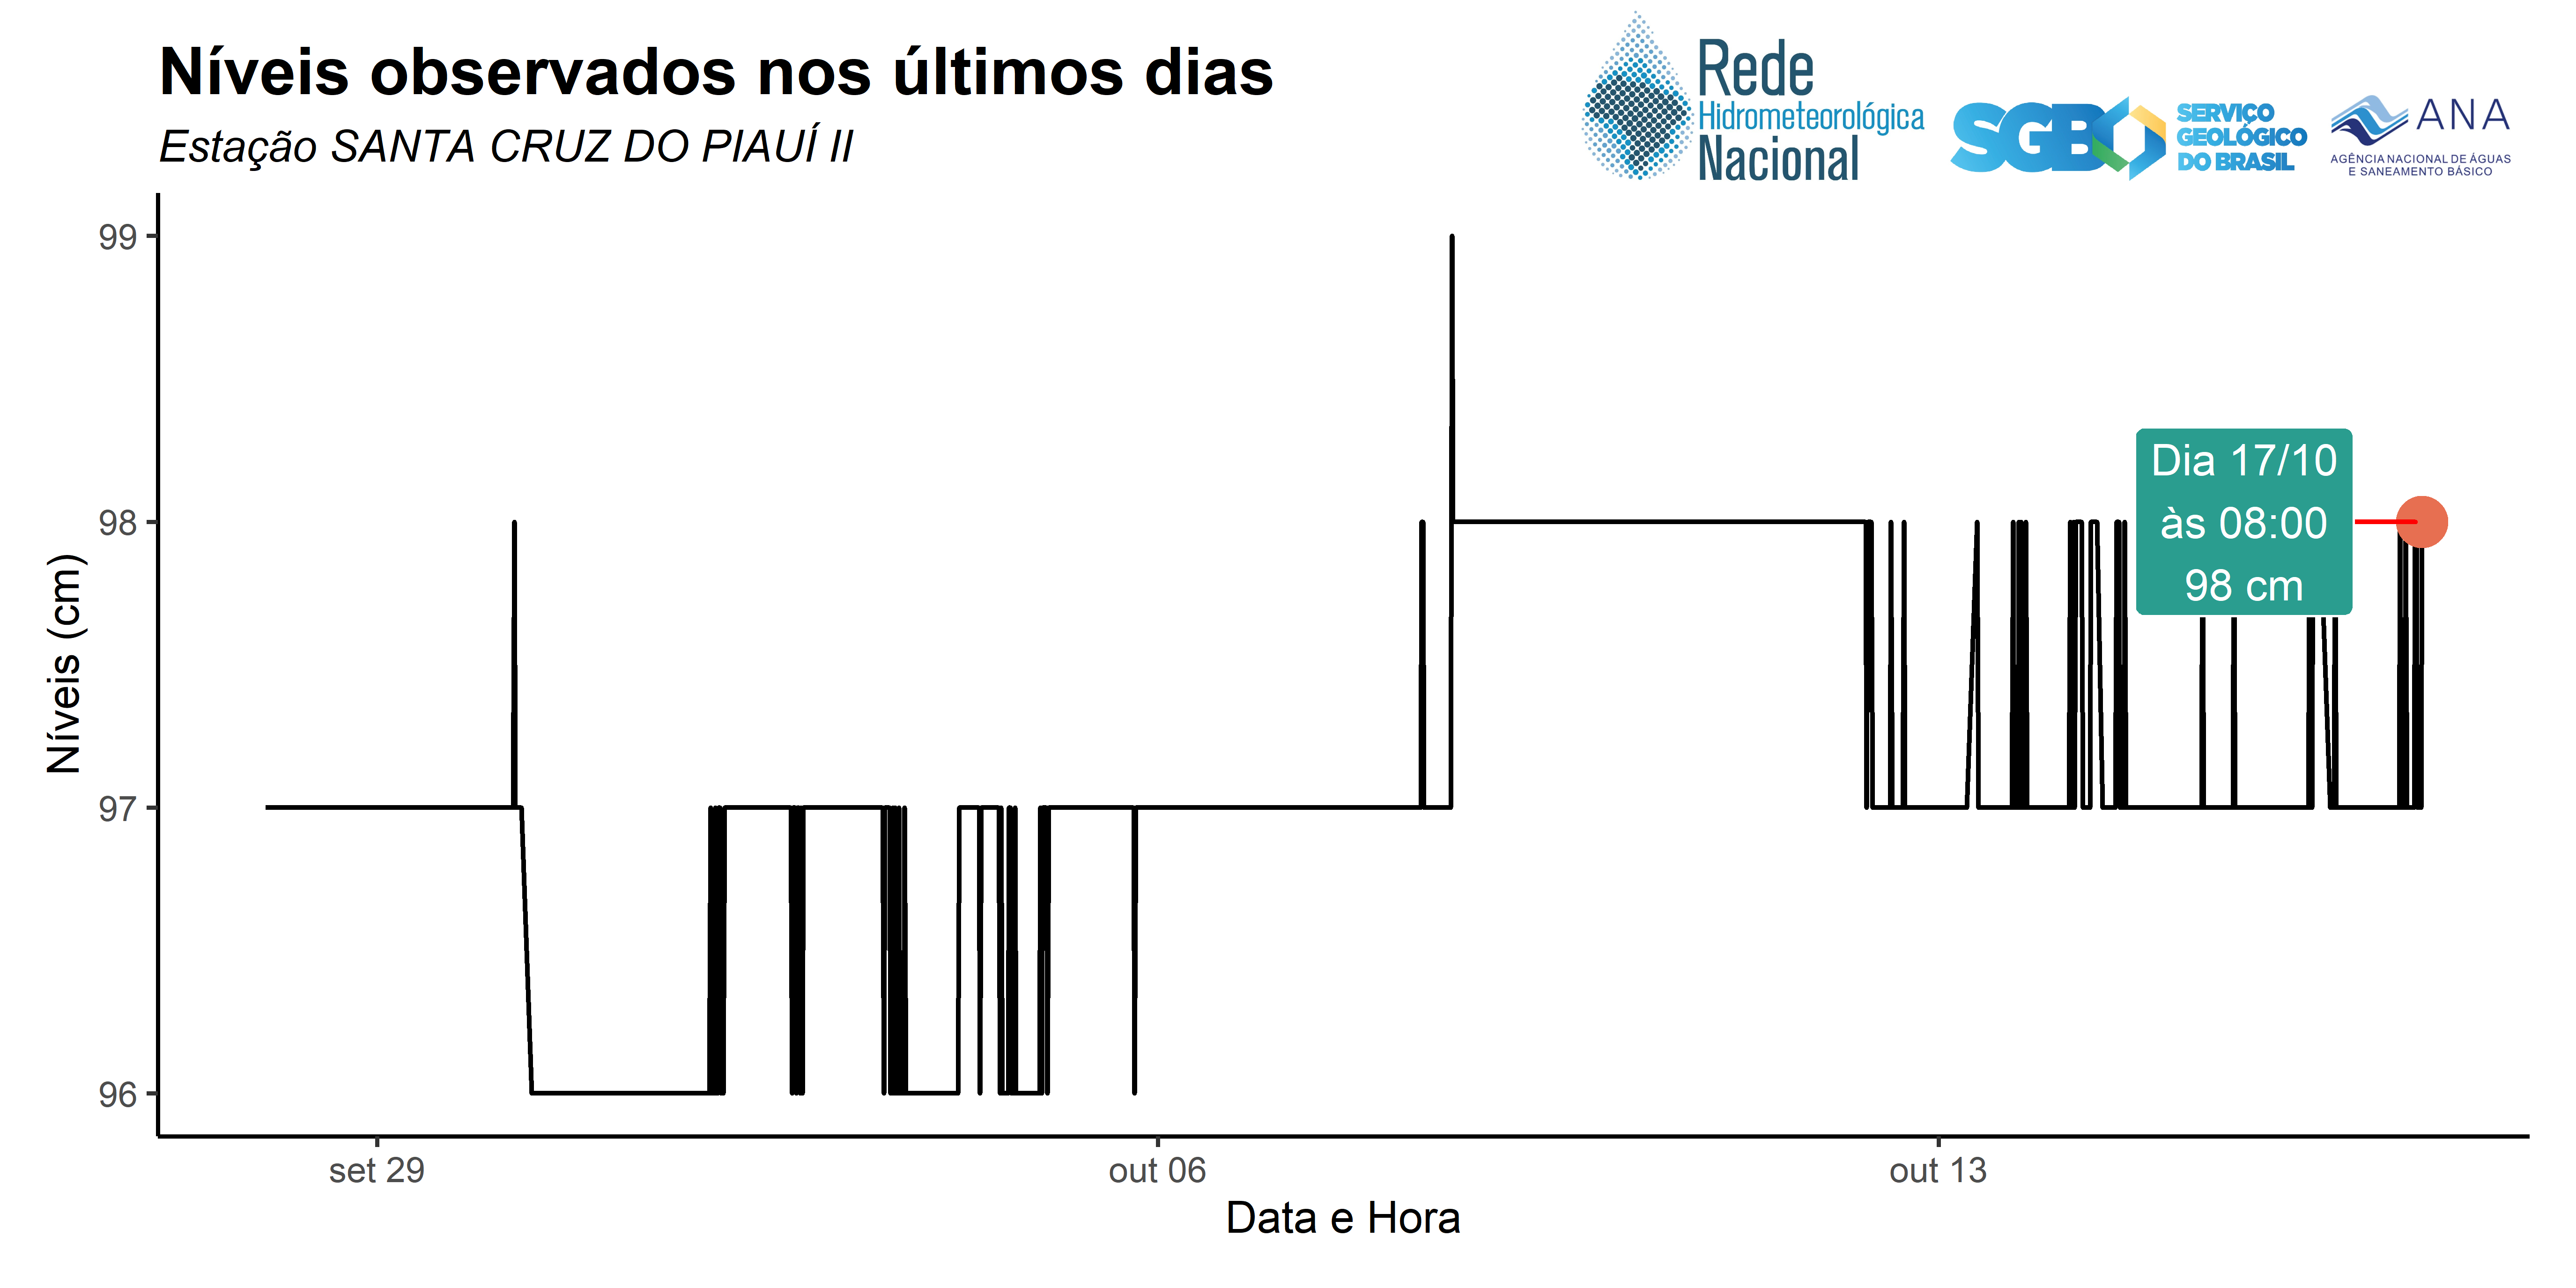 Níveis observados nos últimos dias
Estação SANTA CRUZ DO PIAUÍ II
Rede
Hidrometeorológica
Nacional
SGB
SERVIÇO
GEOLÓGICO
DO BRASIL
ANA
AGÊNCIA NACIONAL DE ÁGUAS
E SANEAMENTO BÁSICO
Níveis (cm)
99
98
97
96
Dia 17/10
às 08:00
98 cm
set 29
out 06
out 13
Data e Hora